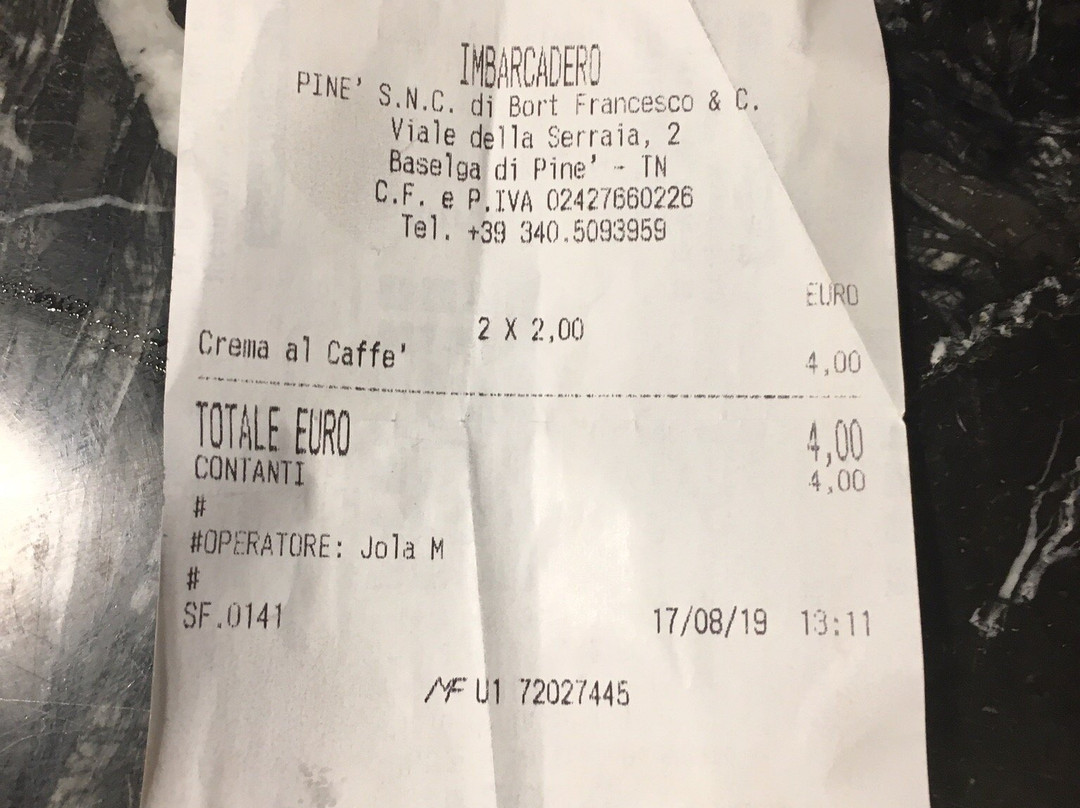 IMBARCADERO
PINE' S.N.C. di Bort Francesco & C.
Viale della Serraia, 2
Baselga di Pine' - TN
C.F. e P.IVA 02427660226
Tel. +39 340.5093959
EURO
2 X 2,00
Crema al Caffe' 4,00
TOTALE EURO 4,00
CONTANTI 4,00
#
#OPERATORE: Jola M
#
SF.0141 17/08/19 13:11
MF U1 72027445